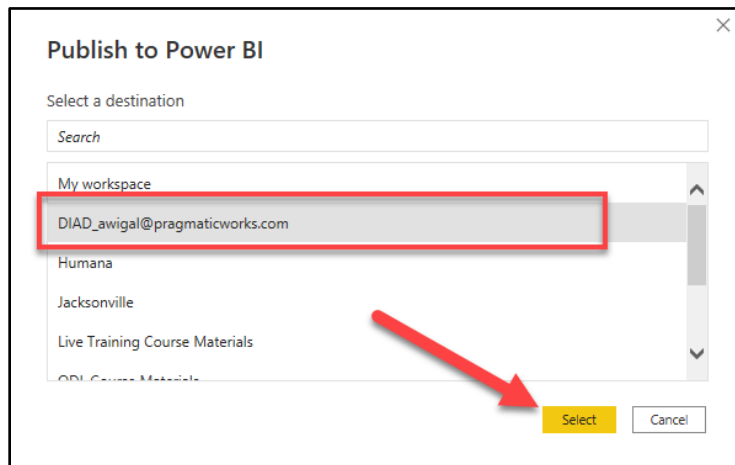 Publish to Power BI
Select a destination
Search
My workspace
DIAD_awigal@pragmaticworks.com
Humana
Jacksonville
Live Training Course Materials
Select Cancel